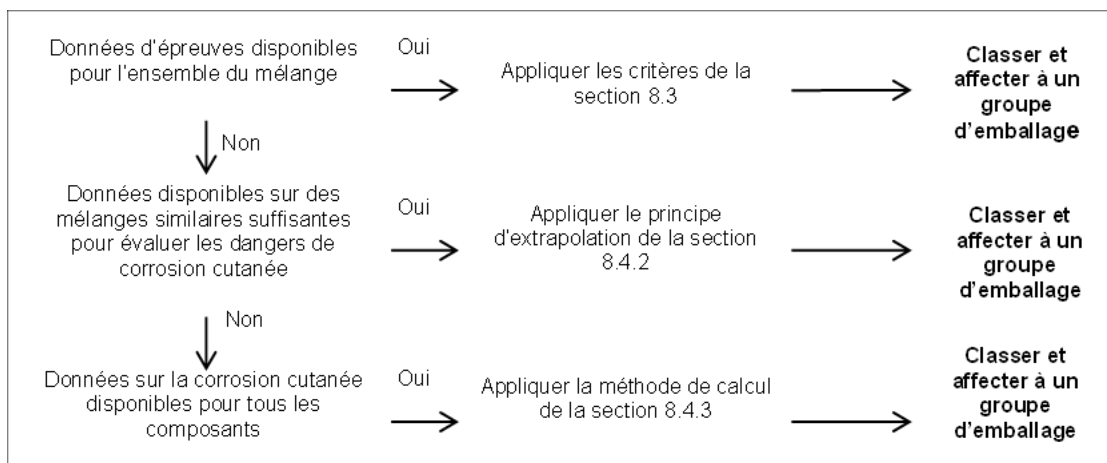 Données d'épreuves disponibles
pour l'ensemble du mélange
Oui
Appliquer les critères de la
section 8.3
Classer et
affecter à un
groupe
d'emballage
Non
Données disponibles sur des
mélanges similaires suffisantes
pour évaluer les dangers de
corrosion cutanée
Oui
Appliquer le principe
d'extrapolation de la section
8.4.2
Classer et
affecter à un
groupe
d'emballage
Non
Données sur la corrosion cutanée
disponibles pour tous les
composants
Oui
Appliquer la méthode de calcul
de la section 8.4.3
Classer et
affecter à un
groupe
d'emballage